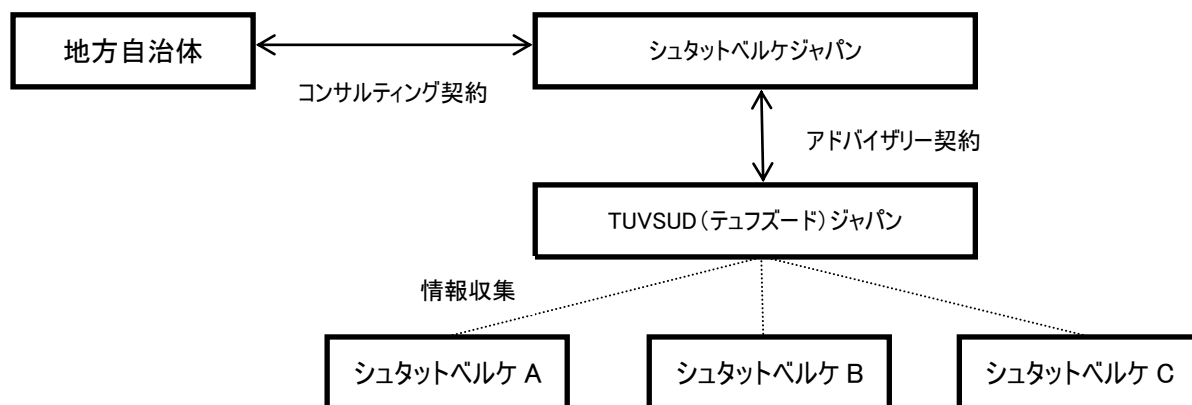 地方自治体
シュタットベルケジャパン
コンサルティング契約
アドバイザリー契約
TUVSUD（テュフズード）ジャパン
情報収集
シュタットベルケ A
シュタットベルケ B
シュタットベルケ C